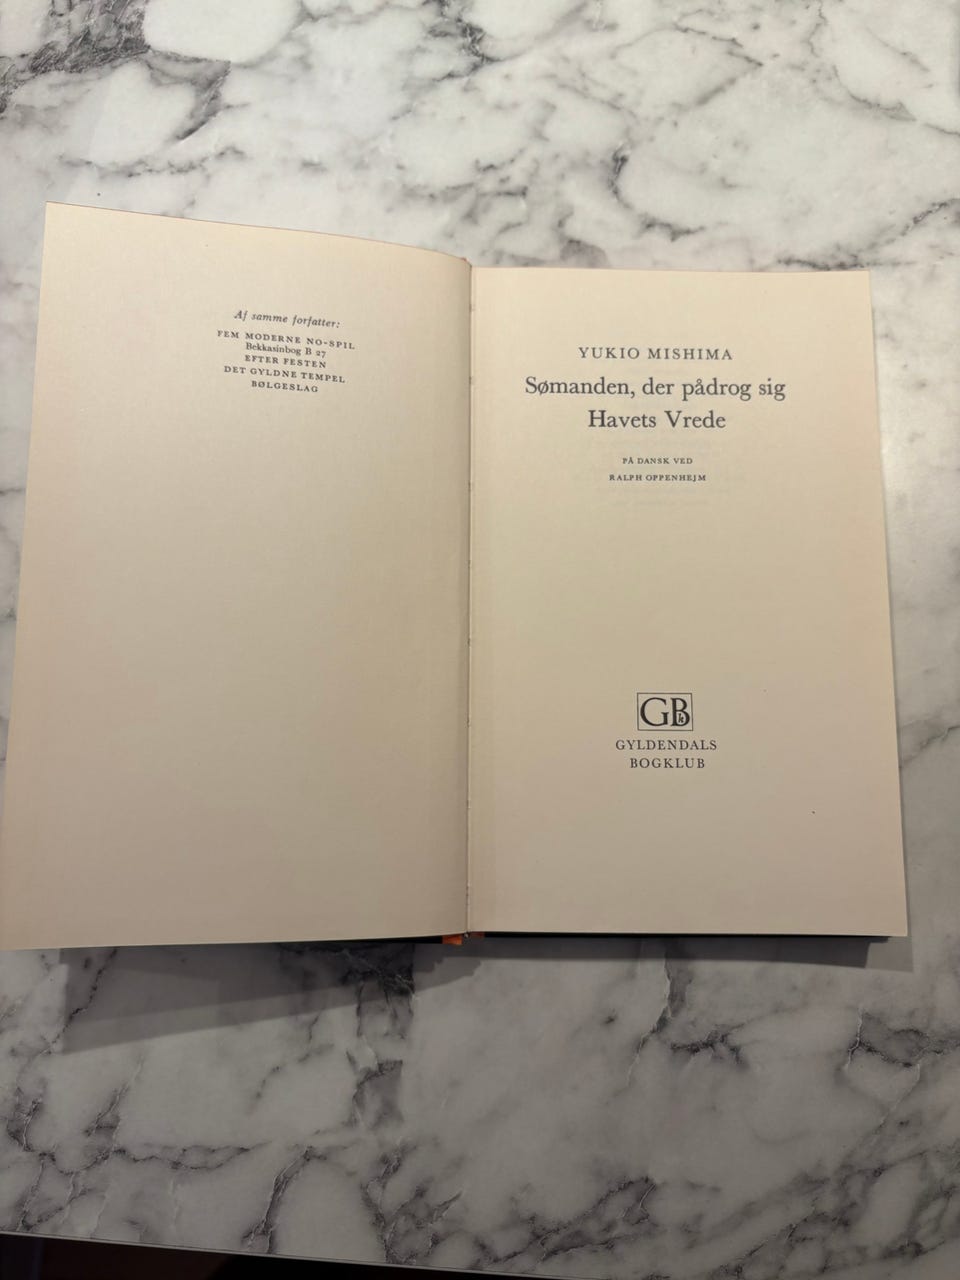 Af samme forfatter:
FEM MODERNE NO-SPIL
Bekkasinbog B 27
EFTER FESTEN
DET GYLDNE TEMPEL
BØLGESLAG
YUKIO MISHIMA
Sømanden, der pådrog sig
Havets Vrede
PÅ DANSK VED
RALPH OPPENHEJM
GBk
GYLDENDALS
BOGKLUB